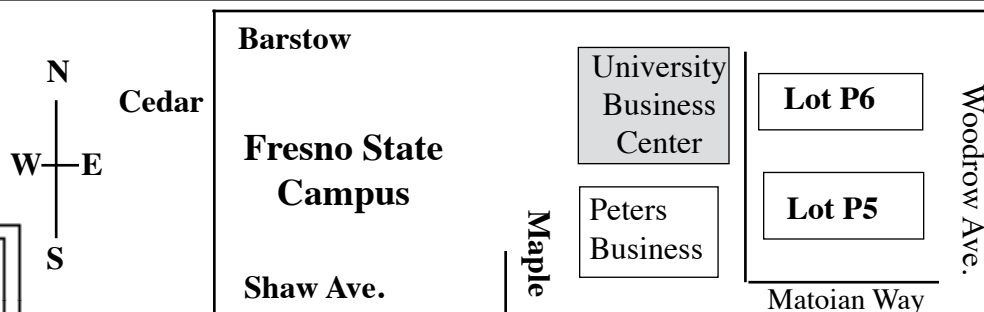 N
W E
S
Cedar
Barstow
Fresno State
Campus
Shaw Ave.
Maple
University
Business
Center
Peters
Business
Lot P6
Lot P5
Woodrow Ave.
Matoian Way